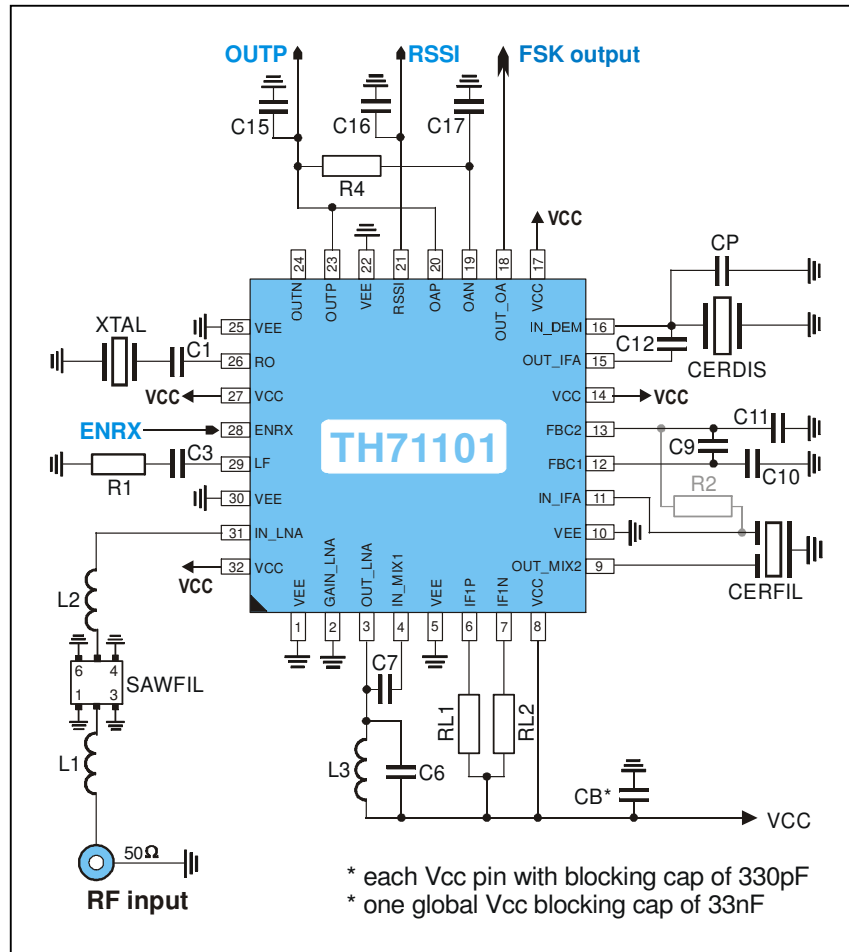 OUTP RSSI FSK output
C15 C16 C17
R4
VCC
CP
24 23 22 21 20 19 18 17
OUTN OUTP VEE RSSI OAP OAN OUT_OA VCC
XTAL C1
25 VEE
26 RO
VCC 27 VCC
ENRX 28 ENRX
R1 C3 29 LF
30 VEE
31 IN_LNA
VCC 32 VCC
TH71101
IN_DEM 16
C12 CERDIS
OUT_IFA 15
VCC 14 VCC
FBC2 13 C11
C9
FBC1 12 C10
IN_IFA 11 R2
VEE 10
OUT_MIX2 9 CERFIL
VEE GAIN_LNA OUT_LNA IN_MIX1 VEE IF1P IF1N VCC
1 2 3 4 5 6 7 8
L2
6 4
1 3
SAWFIL
L1
C7
L3 C6
RL1 RL2
CB*
VCC
50Ω
RF input
* each Vcc pin with blocking cap of 330pF
* one global Vcc blocking cap of 33nF